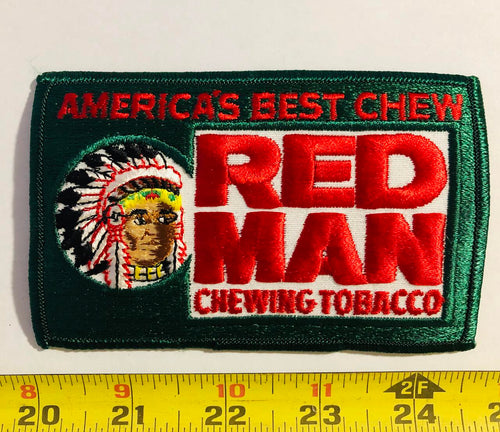 AMERICA'S BEST CHEW
RED
MAN
CHEWING TOBACCO
8 9 10 11 2F
20 21 22 23 24